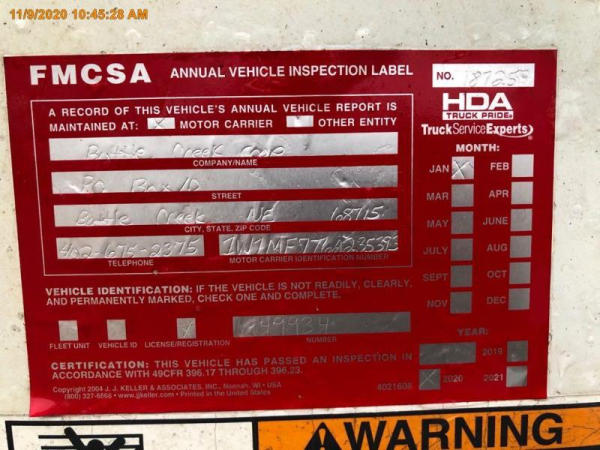 11/9/2020 10:45:28 AM
FMCSA ANNUAL VEHICLE INSPECTION LABEL NO.
A RECORD OF THIS VEHICLE'S ANNUAL VEHICLE REPORT IS
MAINTAINED AT: X MOTOR CARRIER OTHER ENTITY
HDA
TRUCK PRIDE
TruckServiceExperts
Battle Creek Coop
COMPANY/NAME
PO Box 10
STREET
Battle Creek NE 68715
CITY, STATE, ZIP CODE
402-675-2375
TELEPHONE MOTOR CARRIER IDENTIFICATION NUMBER
MONTH:
JAN X FEB
MAR APR
MAY JUNE
JULY AUG
SEPT OCT
NOV DEC
VEHICLE IDENTIFICATION: IF THE VEHICLE IS NOT READILY, CLEARLY,
AND PERMANENTLY MARKED, CHECK ONE AND COMPLETE.
FLEET UNIT VEHICLE ID LICENSE/REGISTRATION NUMBER
YEAR:
2019
X 2020 2021
CERTIFICATION: THIS VEHICLE HAS PASSED AN INSPECTION IN
ACCORDANCE WITH 49CFR 396.17 THROUGH 396.23.
Copyright 2004 J. J. KELLER & ASSOCIATES, INC., Neenah, WI • USA
(800) 327-6868 • www.jjkeller.com • Printed in the United States
WARNING